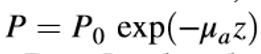 P = P₀ exp(−μₐz)